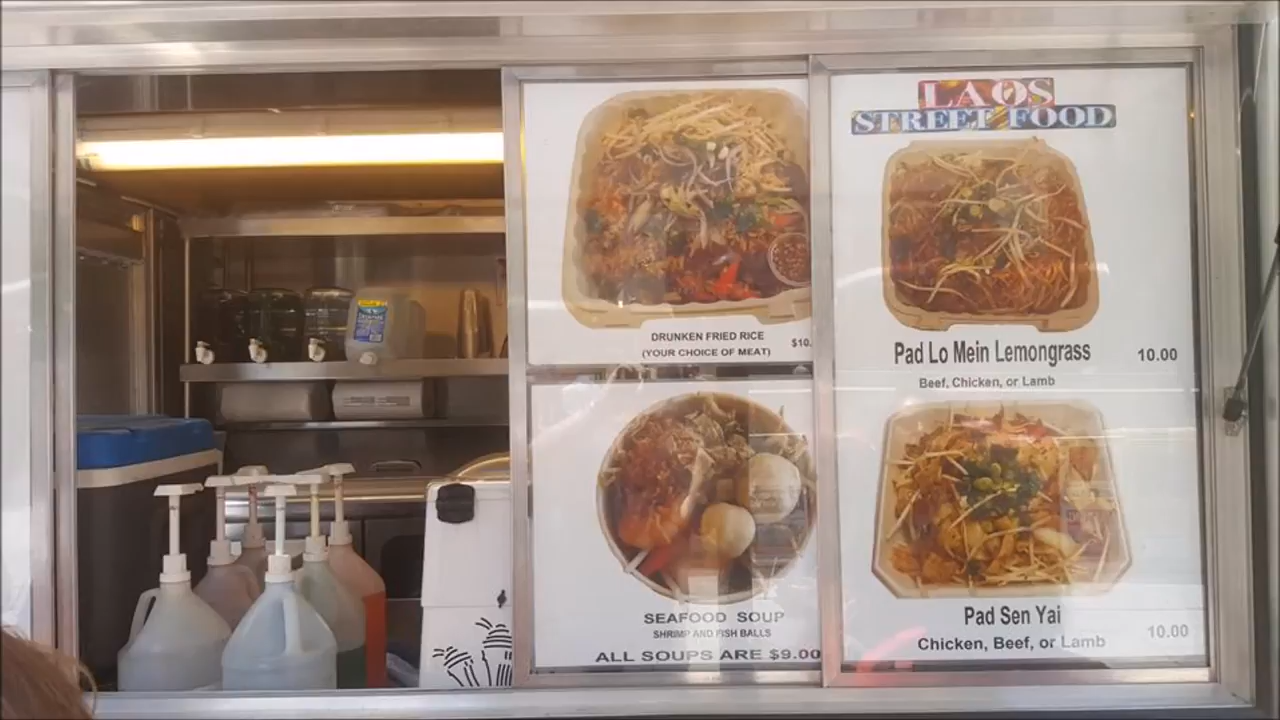 LAOS
STREET FOOD
DRUNKEN FRIED RICE
(YOUR CHOICE OF MEAT)
$10.
SEAFOOD SOUP
SHRIMP AND FISH BALLS
ALL SOUPS ARE $9.00
Pad Lo Mein Lemongrass
10.00
Beef, Chicken, or Lamb
Pad Sen Yai
10.00
Chicken, Beef, or Lamb